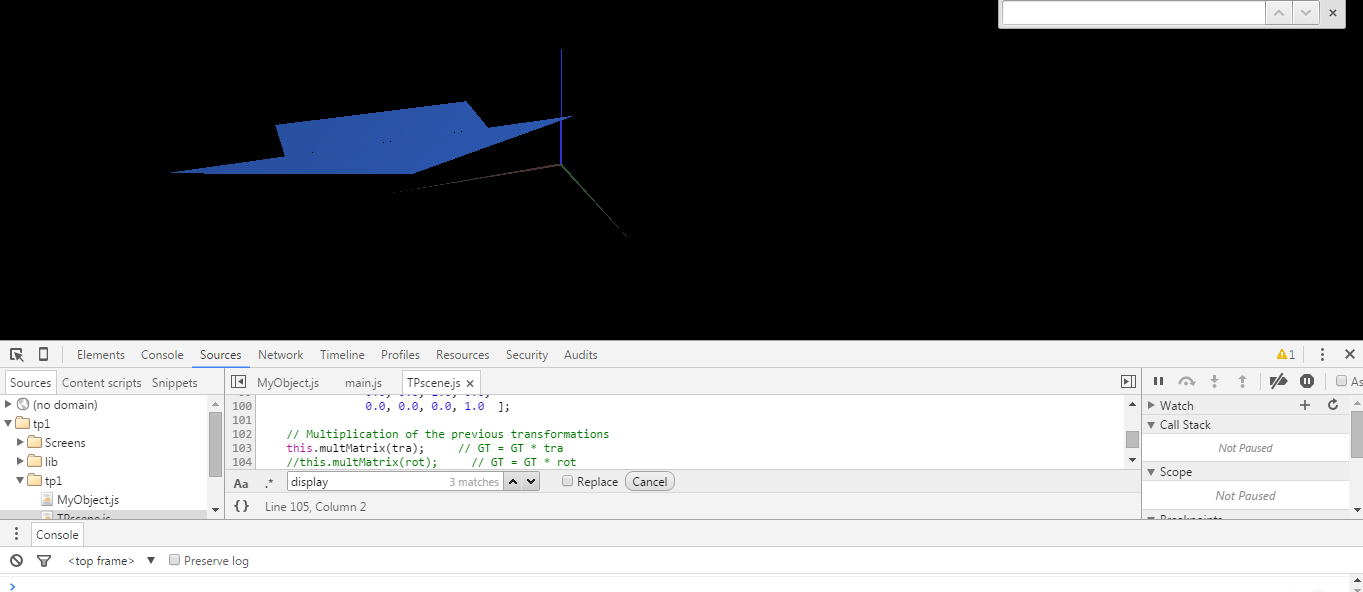 Elements Console Sources Network Timeline Profiles Resources Security Audits 1
Sources Content scripts Snippets MyObject.js main.js TPscene.js × As
(no domain)
tp1
Screens
lib
tp1
MyObject.js
TPscene.js
100 0.0, 0.0, 0.0, 1.0 ];
101
102 // Multiplication of the previous transformations
103 this.multMatrix(tra); // GT = GT * tra
104 //this.multMatrix(rot); // GT = GT * rot
Aa .* display 3 matches Replace Cancel
{} Line 105, Column 2
Watch
Call Stack
Not Paused
Scope
Not Paused
Breakpoints
Console
<top frame> ▼ Preserve log
>